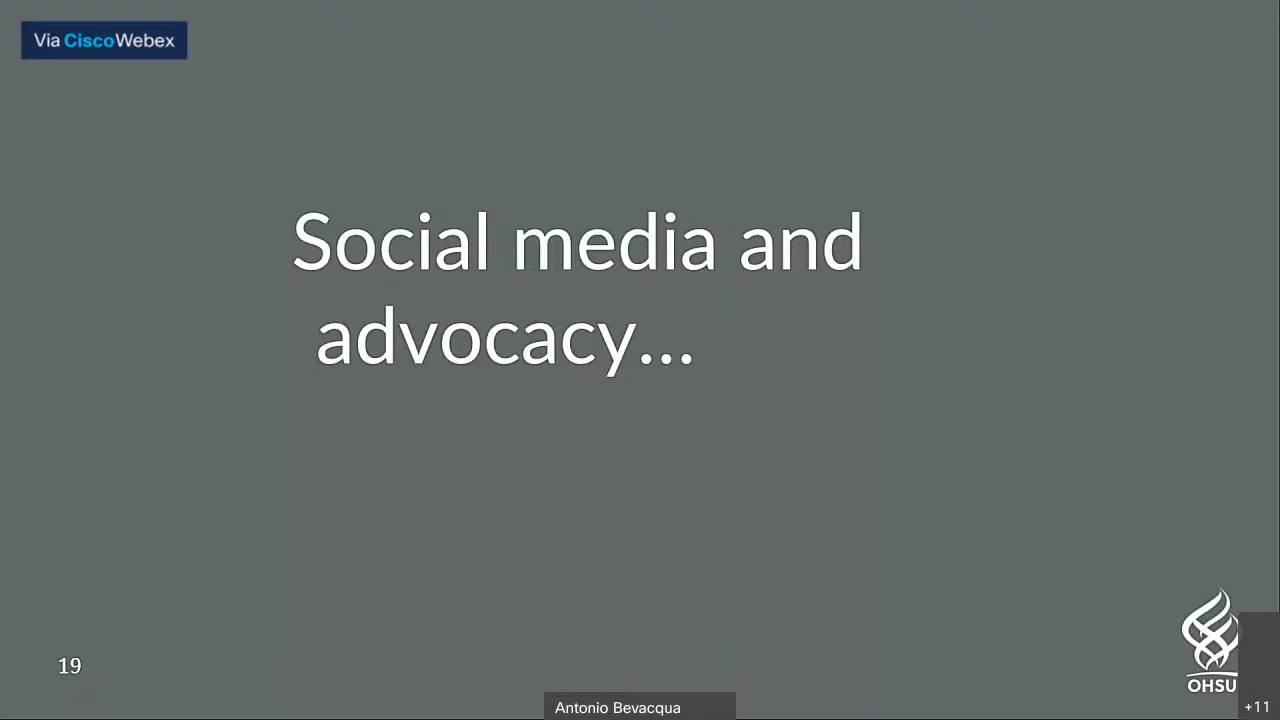 Via CiscoWebex
Social media and
advocacy...
19
OHSU
Antonio Bevacqua
+11